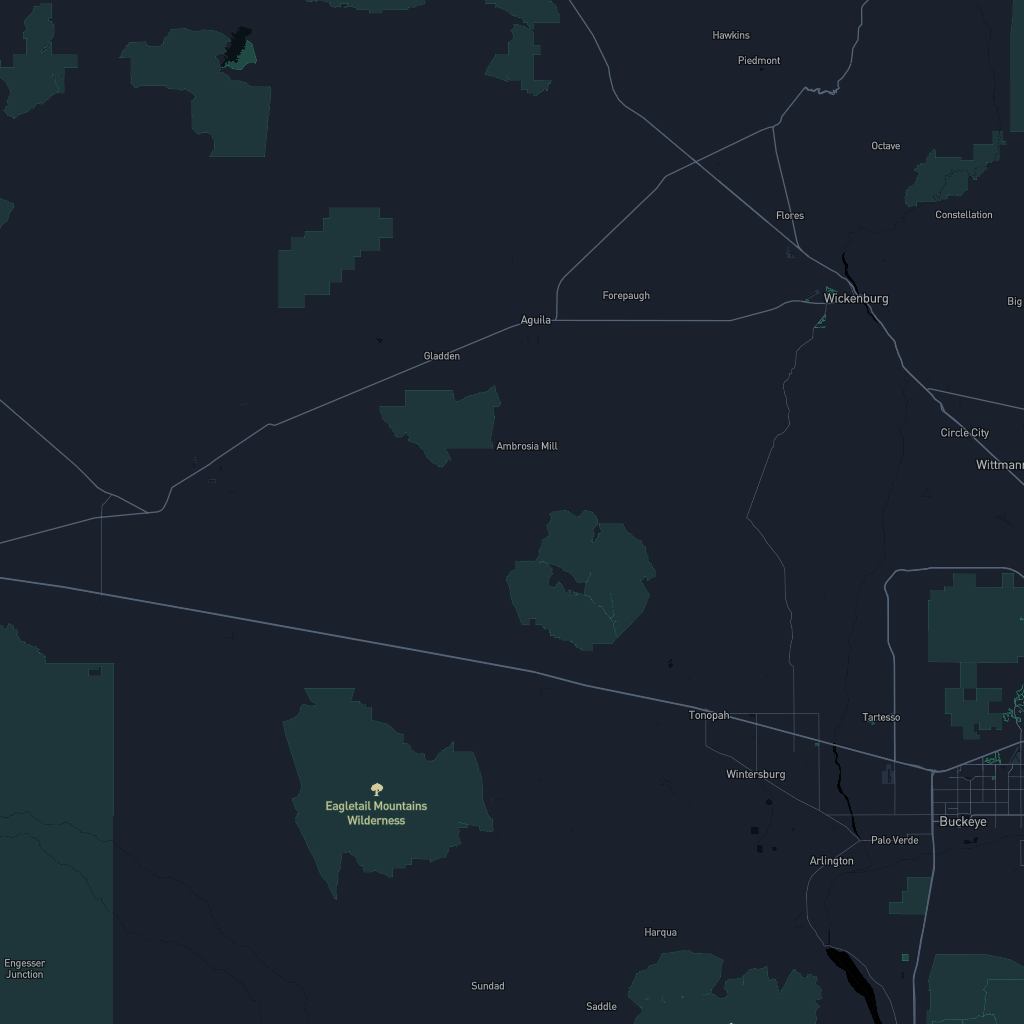 Hawkins
Piedmont
Octave
Flores
Constellation
Forepaugh
Wickenburg
Big
Aguila
Gladden
Circle City
Ambrosia Mill
Wittmann
Tonopah
Tartesso
Wintersburg
Eagletail Mountains
Wilderness
Buckeye
Palo Verde
Arlington
Harqua
Engesser
Junction
Sundad
Saddle